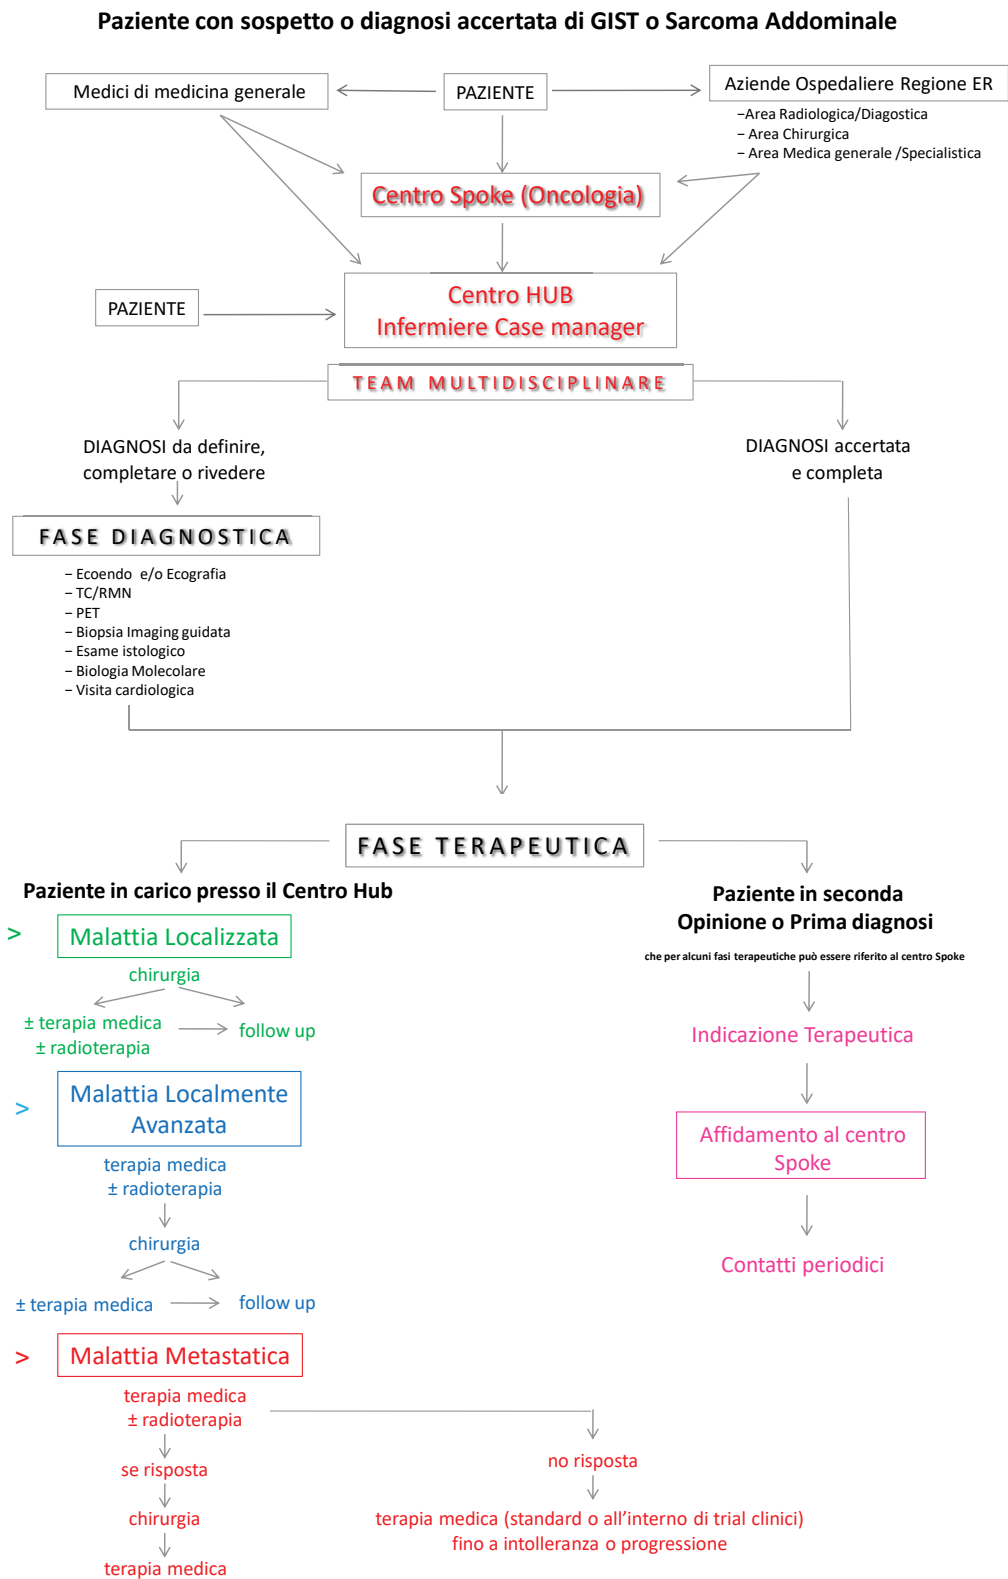 Paziente con sospetto o diagnosi accertata di GIST o Sarcoma Addominale
Medici di medicina generale
PAZIENTE
Aziende Ospedaliere Regione ER
–Area Radiologica/Diagostica
– Area Chirurgica
– Area Medica generale /Specialistica
Centro Spoke (Oncologia)
PAZIENTE
Centro HUB
Infermiere Case manager
TEAM MULTIDISCIPLINARE
DIAGNOSI da definire,
completare o rivedere
DIAGNOSI accertata
e completa
FASE DIAGNOSTICA
– Ecoendo e/o Ecografia
– TC/RMN
– PET
– Biopsia Imaging guidata
– Esame istologico
– Biologia Molecolare
– Visita cardiologica
FASE TERAPEUTICA
Paziente in carico presso il Centro Hub
> Malattia Localizzata
chirurgia
± terapia medica
± radioterapia
follow up
> Malattia Localmente
Avanzata
terapia medica
± radioterapia
chirurgia
± terapia medica
follow up
> Malattia Metastatica
terapia medica
± radioterapia
se risposta
chirurgia
terapia medica
no risposta
terapia medica (standard o all’interno di trial clinici)
fino a intolleranza o progressione
Paziente in seconda
Opinione o Prima diagnosi
che per alcuni fasi terapeutiche può essere riferito al centro Spoke
Indicazione Terapeutica
Affidamento al centro
Spoke
Contatti periodici